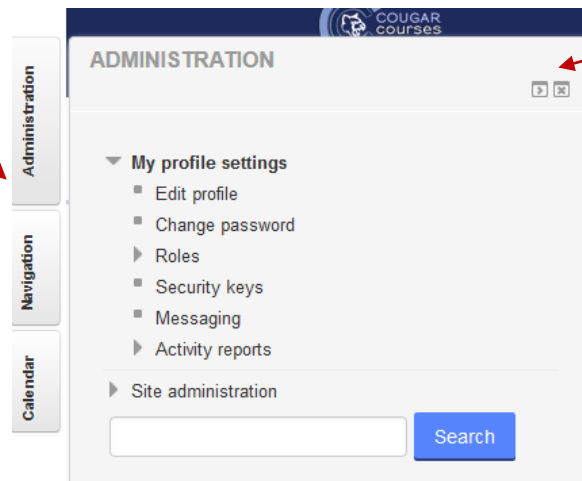 COUGAR
courses
ADMINISTRATION
Administration
Navigation
Calendar
My profile settings
Edit profile
Change password
Roles
Security keys
Messaging
Activity reports
Site administration
Search